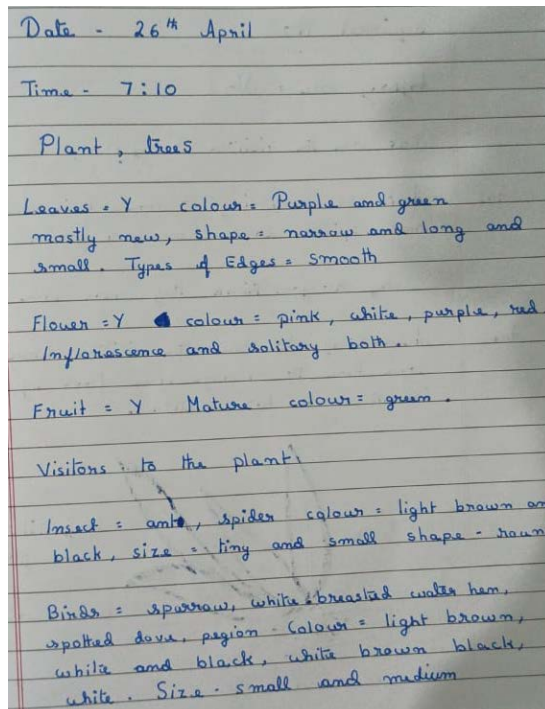 Date - 26th April
Time - 7:10
Plant, trees
Leaves = Y colour = Purple and green
mostly new, shape = narrow and long and
small. Types of Edges = Smooth
Flower = Y colour = pink, white, purple, red
Inflorescence and solitary both.
Fruit = Y Mature colour = green.
Visitors to the plant.
Insect = ant, spider colour = light brown an
black, size = tiny and small shape - roun
Birds = sparrow, white breasted water hen,
spotted dove, pegion - Colour = light brown,
white and black, white brown black,
white. Size - small and medium